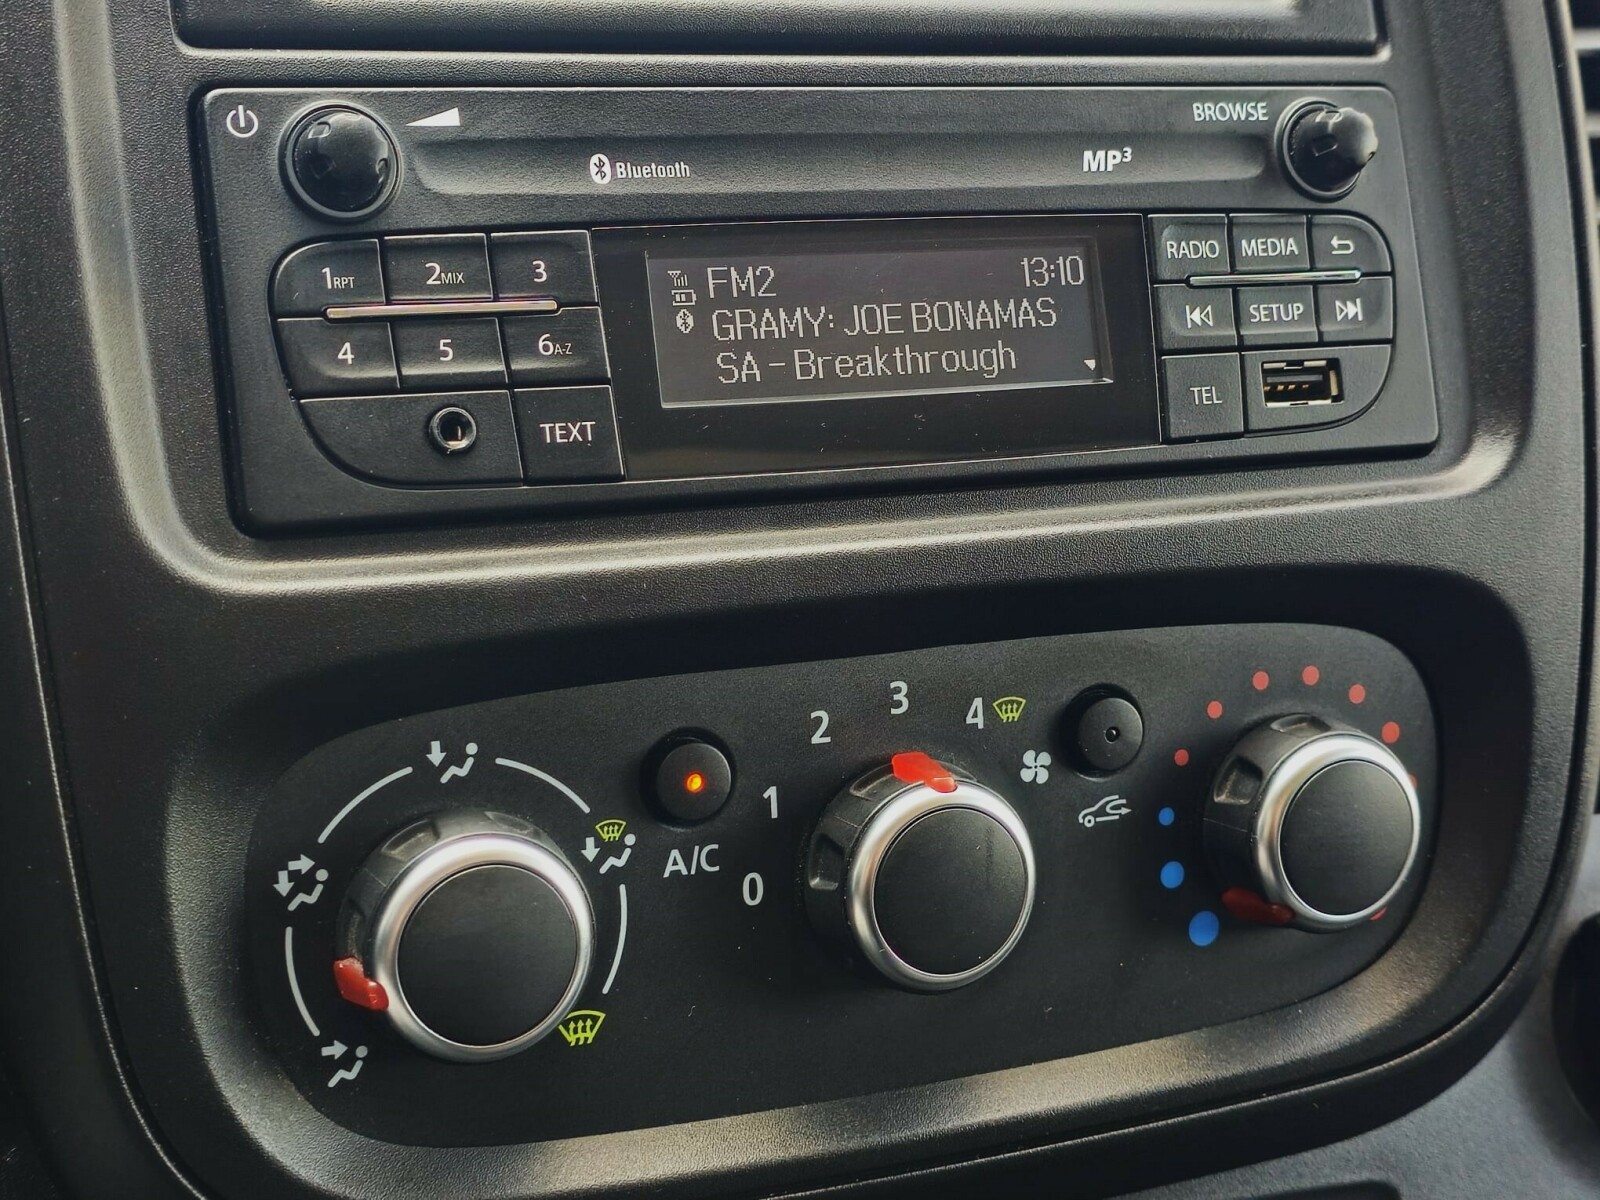 BROWSE
Bluetooth
MP3
1RPT 2MIX 3
RADIO MEDIA
FM2 13:10
GRAMY: JOE BONAMAS
SA - Breakthrough
4 5 6A-Z
SETUP
TEXT
TEL
0 1 2 3 4
A/C